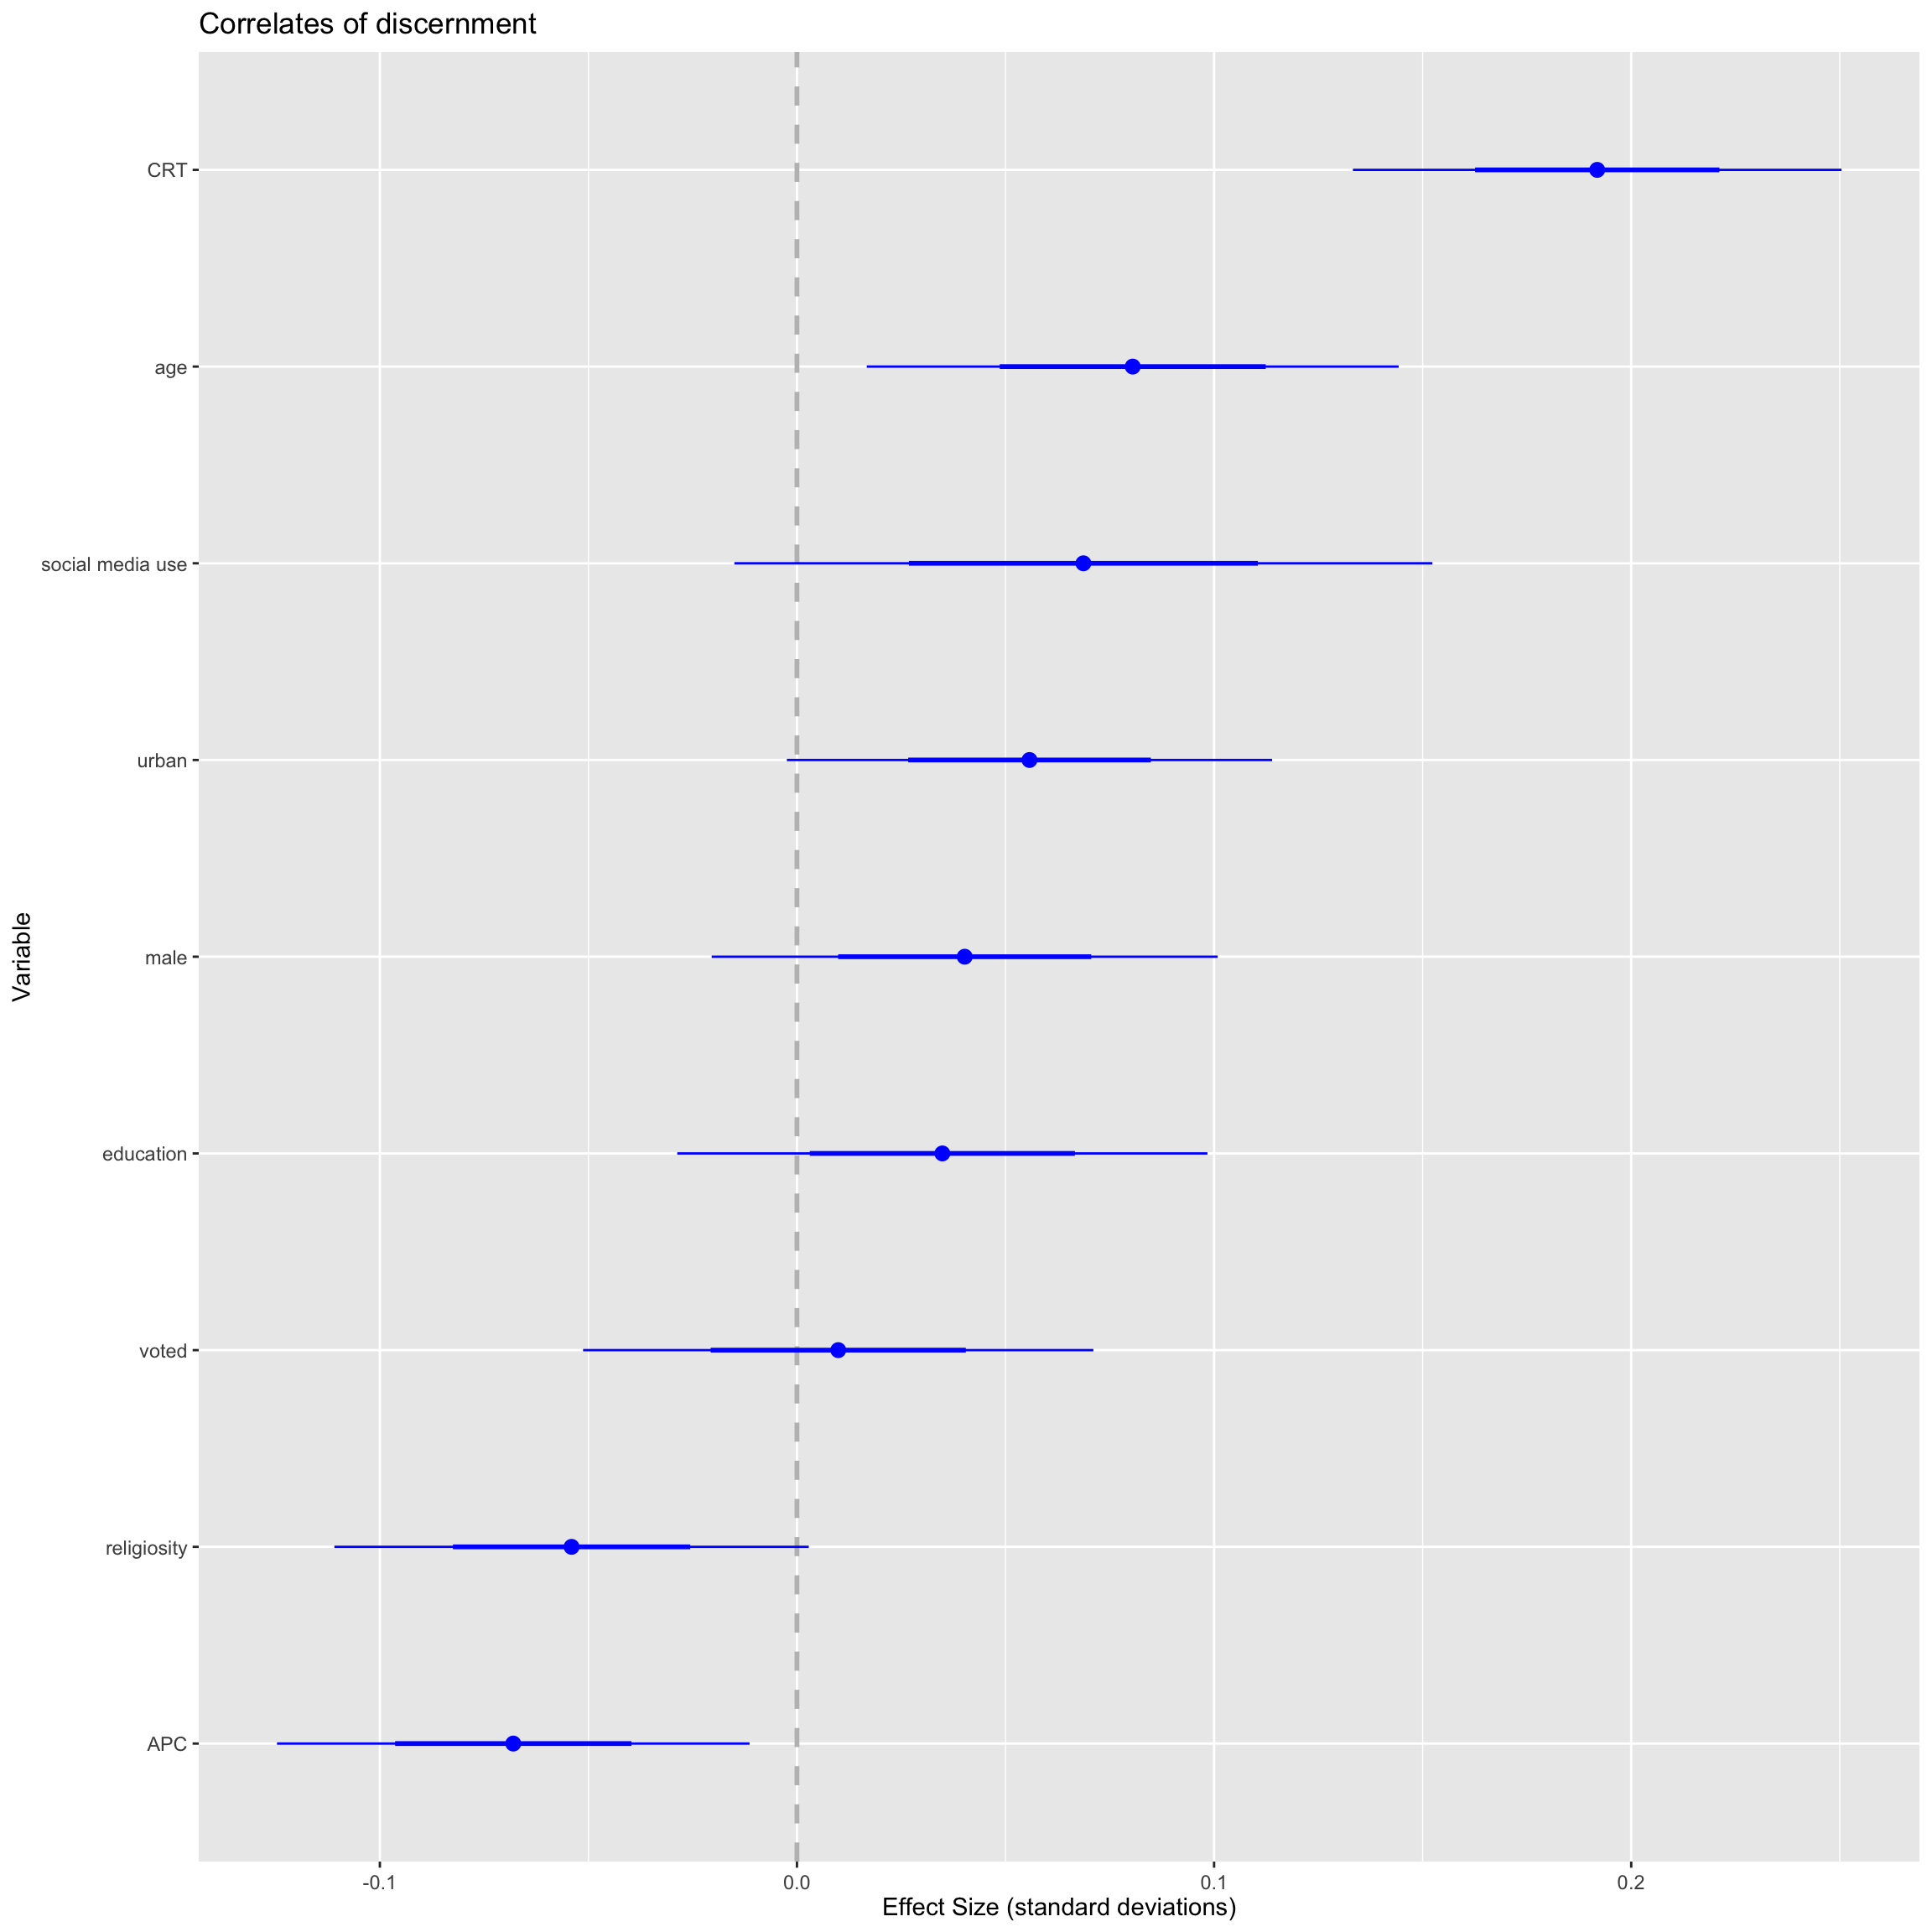 Correlates of discernment
Variable
CRT
age
social media use
urban
male
education
voted
religiosity
APC
-0.1 0.0 0.1 0.2
Effect Size (standard deviations)